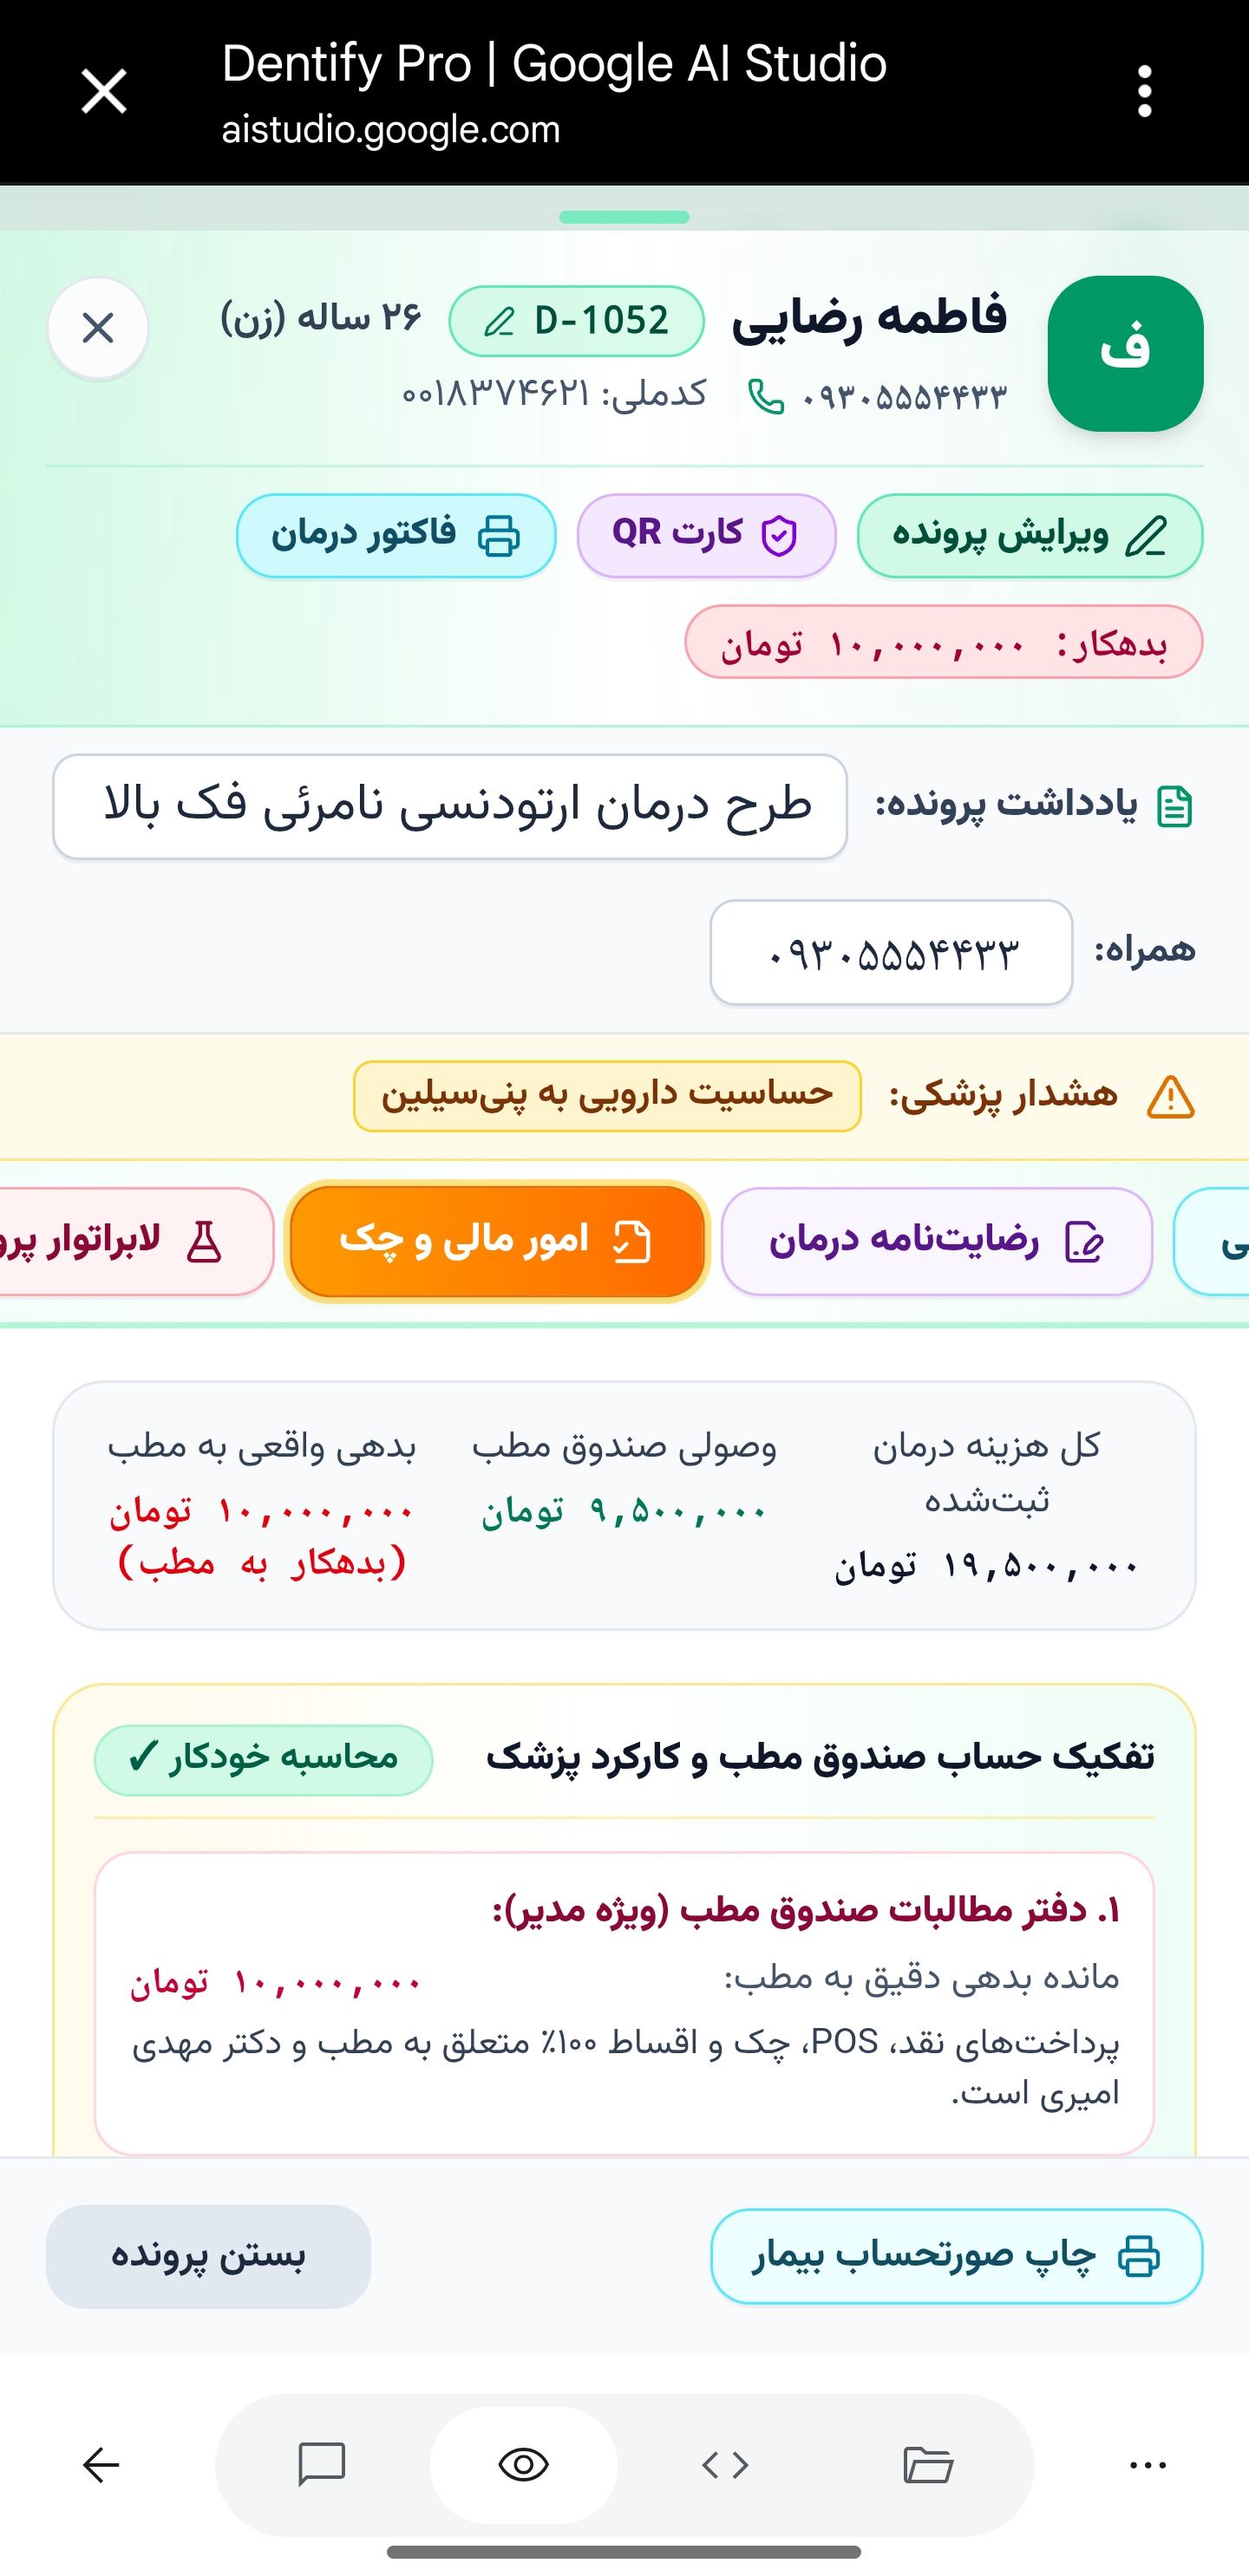 Dentify Pro | Google AI Studio
aistudio.google.com
ف
فاطمه رضایی
D-1052
۲۶ ساله (زن)
۰۹۳۰۵۵۵۴۴۳۳
کدملی: ۰۰۱۸۳۷۴۶۲۱
ویرایش پرونده
کارت QR
فاکتور درمان
بدهکار: ۱۰,۰۰۰,۰۰۰ تومان
یادداشت پرونده:
طرح درمان ارتودنسی نامرئی فک بالا
همراه:
۰۹۳۰۵۵۵۴۴۳۳
هشدار پزشکی:
حساسیت دارویی به پنی‌سیلین
رضایت‌نامه درمان
امور مالی و چک
لابراتوار
کل هزینه درمان
ثبت‌شده
۱۹,۵۰۰,۰۰۰ تومان
وصولی صندوق مطب
۹,۵۰۰,۰۰۰ تومان
بدهی واقعی به مطب
۱۰,۰۰۰,۰۰۰ تومان
(بدهکار به مطب)
تفکیک حساب صندوق مطب و کارکرد پزشک
محاسبه خودکار ✓
۱. دفتر مطالبات صندوق مطب (ویژه مدیر):
مانده بدهی دقیق به مطب:
۱۰,۰۰۰,۰۰۰ تومان
پرداخت‌های نقد، POS، چک و اقساط ۱۰۰٪ متعلق به مطب و دکتر مهدی
امیری است.
چاپ صورتحساب بیمار
بستن پرونده